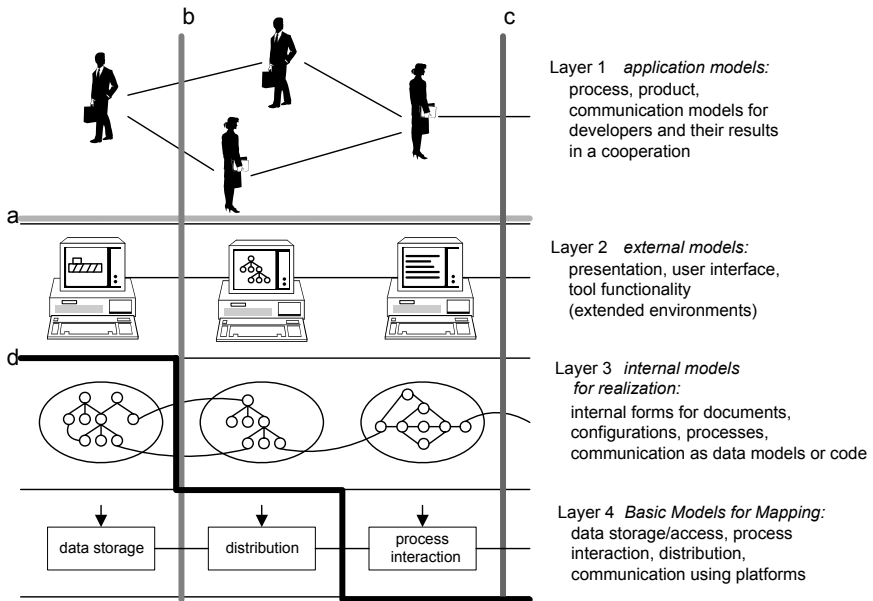 b
c
Layer 1 application models:
process, product,
communication models for
developers and their results
in a cooperation
a
Layer 2 external models:
presentation, user interface,
tool functionality
(extended environments)
d
Layer 3 internal models
for realization:
internal forms for documents,
configurations, processes,
communication as data models or code
Layer 4 Basic Models for Mapping:
data storage/access, process
interaction, distribution,
communication using platforms
data storage
distribution
process
interaction